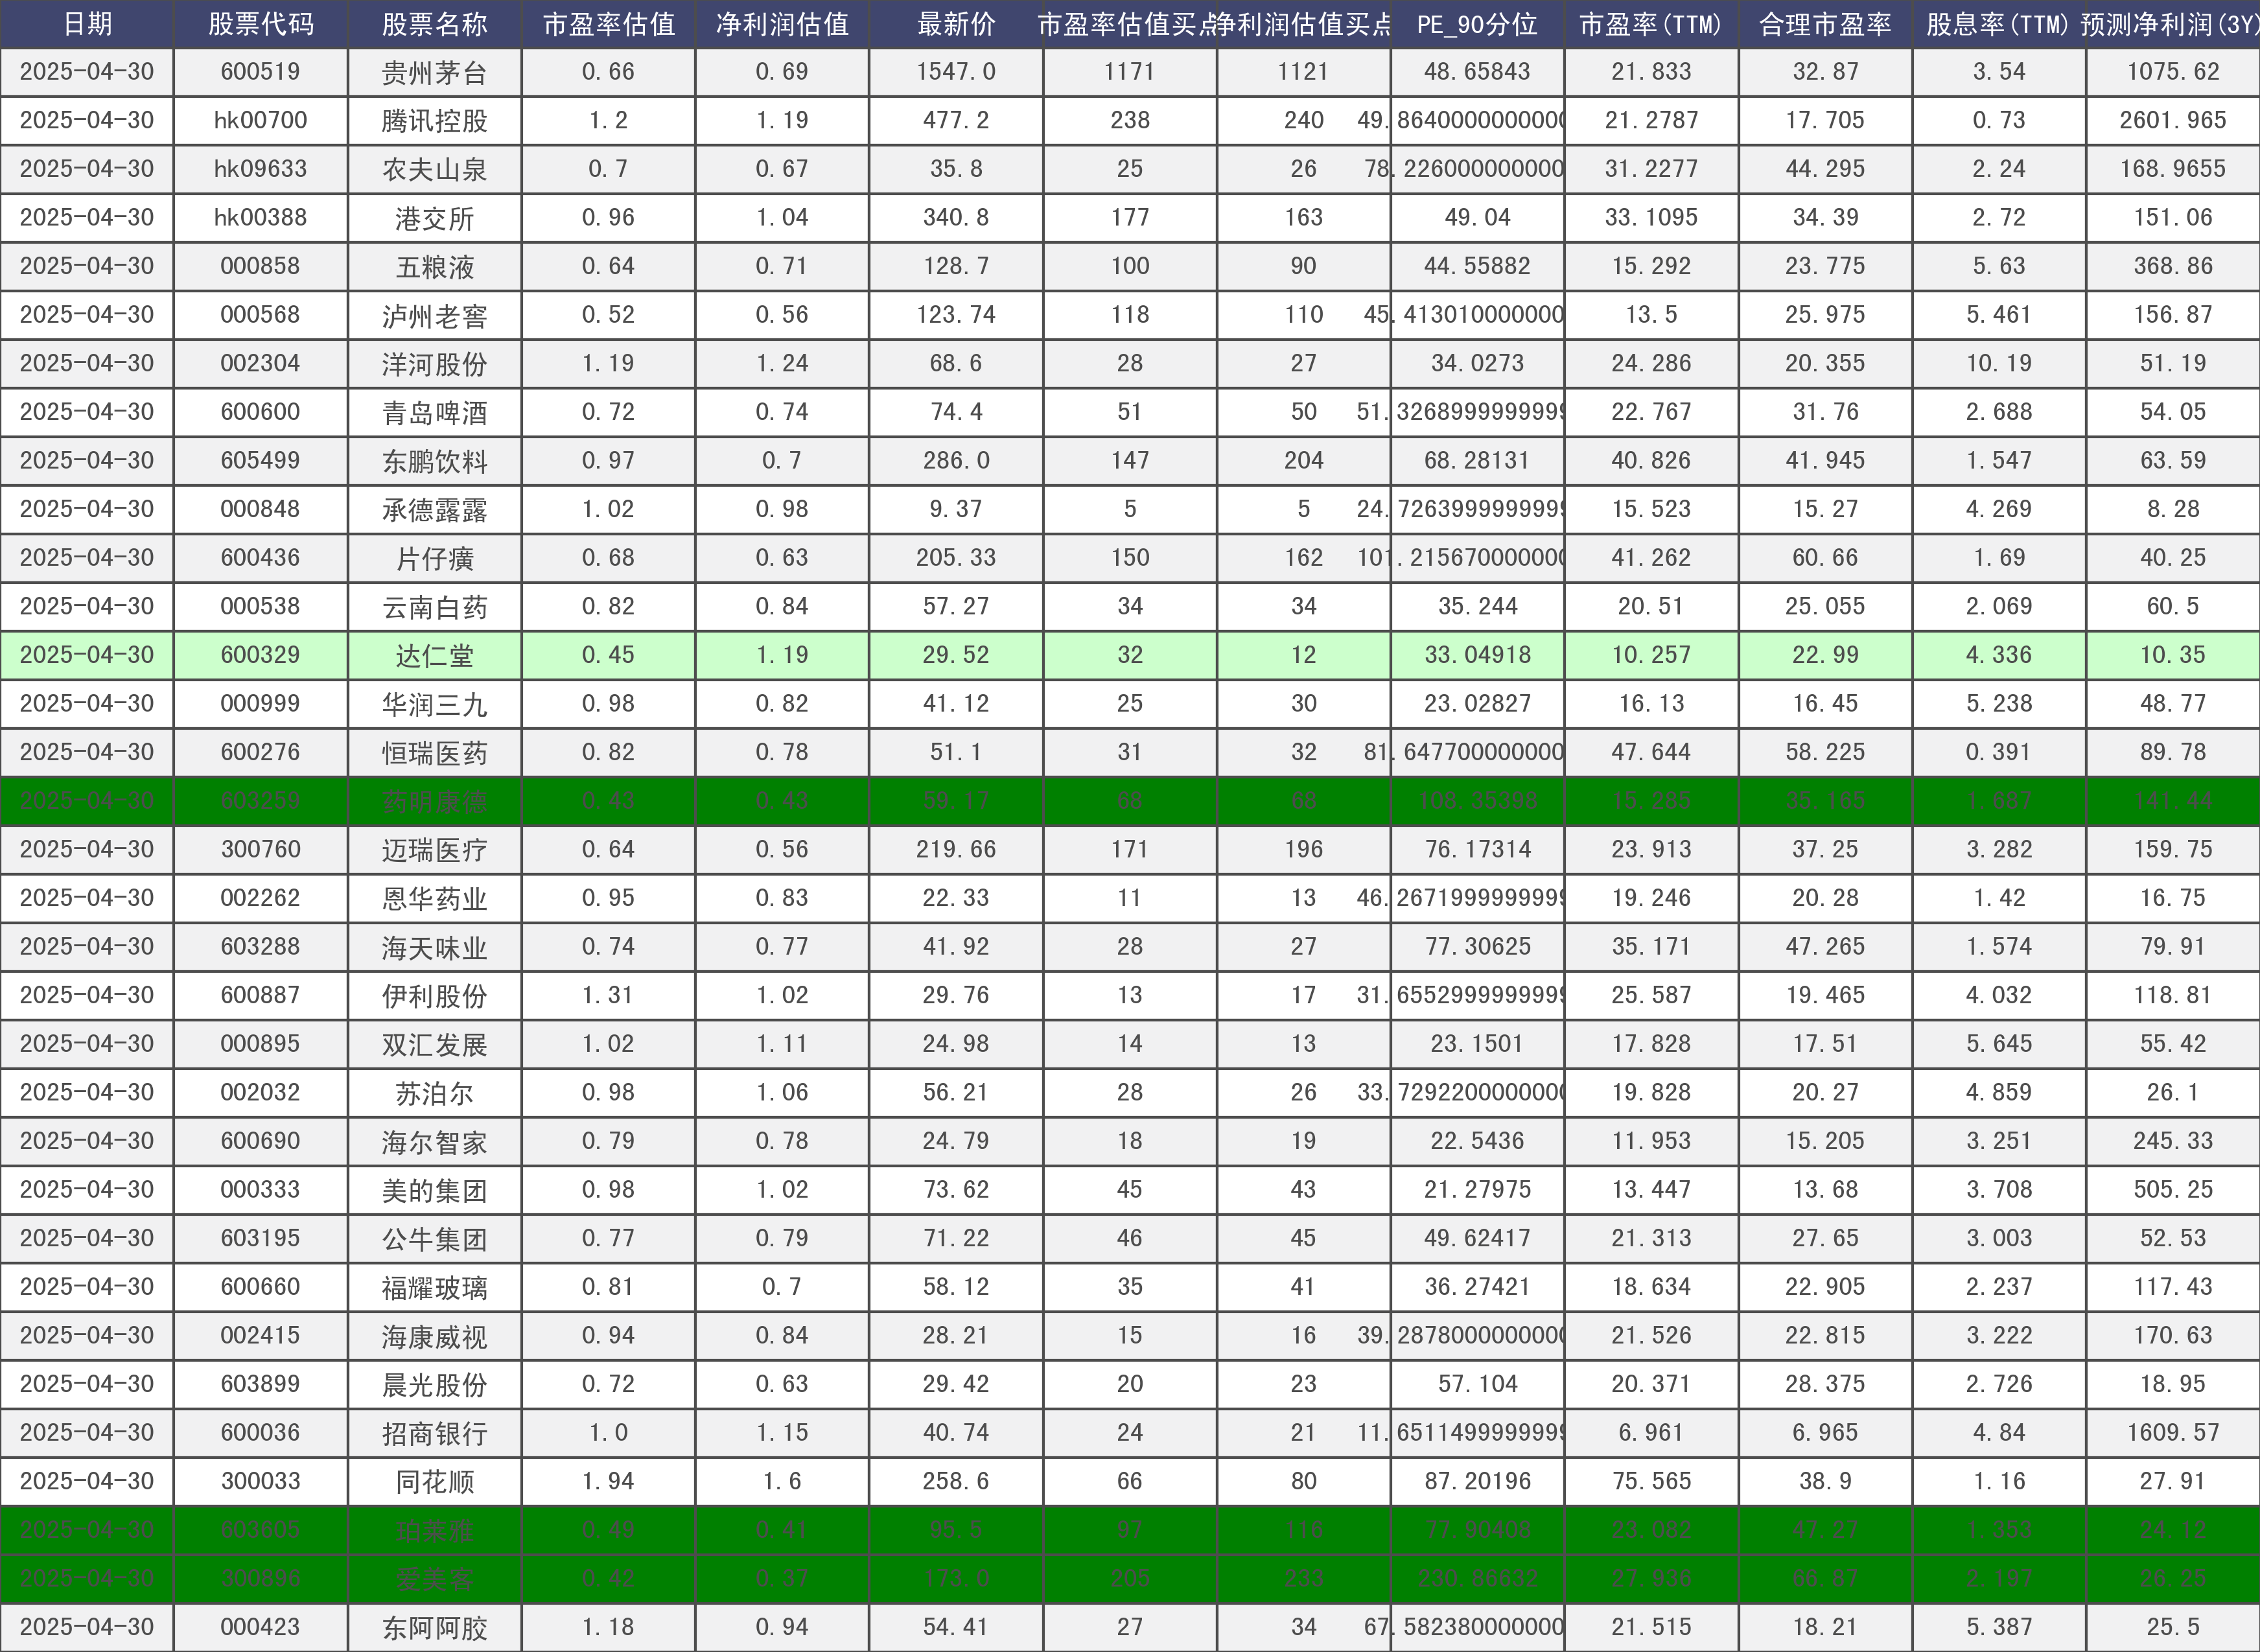 日期 股票代码 股票名称 市盈率估值 净利润估值 最新价 市盈率估值买点 净利润估值买点 PE_90分位 市盈率(TTM) 合理市盈率 股息率(TTM) 预测净利润(3Y)
2025-04-30 600519 贵州茅台 0.66 0.69 1547.0 1171 1121 48.65843 21.833 32.87 3.54 1075.62
2025-04-30 hk00700 腾讯控股 1.2 1.19 477.2 238 240 49.8640000000000 21.2787 17.705 0.73 2601.965
2025-04-30 hk09633 农夫山泉 0.7 0.67 35.8 25 26 78.226000000000 31.2277 44.295 2.24 168.9655
2025-04-30 hk00388 港交所 0.96 1.04 340.8 177 163 49.04 33.1095 34.39 2.72 151.06
2025-04-30 000858 五粮液 0.64 0.71 128.7 100 90 44.55882 15.292 23.775 5.63 368.86
2025-04-30 000568 泸州老窖 0.52 0.56 123.74 118 110 45.413010000000 13.5 25.975 5.461 156.87
2025-04-30 002304 洋河股份 1.19 1.24 68.6 28 27 34.0273 24.286 20.355 10.19 51.19
2025-04-30 600600 青岛啤酒 0.72 0.74 74.4 51 50 51.3268999999999 22.767 31.76 2.688 54.05
2025-04-30 605499 东鹏饮料 0.97 0.7 286.0 147 204 68.28131 40.826 41.945 1.547 63.59
2025-04-30 000848 承德露露 1.02 0.98 9.37 5 5 24.7263999999999 15.523 15.27 4.269 8.28
2025-04-30 600436 片仔癀 0.68 0.63 205.33 150 162 101.215670000000 41.262 60.66 1.69 40.25
2025-04-30 000538 云南白药 0.82 0.84 57.27 34 34 35.244 20.51 25.055 2.069 60.5
2025-04-30 600329 达仁堂 0.45 1.19 29.52 32 12 33.04918 10.257 22.99 4.336 10.35
2025-04-30 000999 华润三九 0.98 0.82 41.12 25 30 23.02827 16.13 16.45 5.238 48.77
2025-04-30 600276 恒瑞医药 0.82 0.78 51.1 31 32 81.647700000000 47.644 58.225 0.391 89.78
2025-04-30 603259 药明康德 0.43 0.43 59.17 68 68 108.35398 15.285 35.165 1.687 141.44
2025-04-30 300760 迈瑞医疗 0.64 0.56 219.66 171 196 76.17314 23.913 37.25 3.282 159.75
2025-04-30 002262 恩华药业 0.95 0.83 22.33 11 13 46.2671999999999 19.246 20.28 1.42 16.75
2025-04-30 603288 海天味业 0.74 0.77 41.92 28 27 77.30625 35.171 47.265 1.574 79.91
2025-04-30 600887 伊利股份 1.31 1.02 29.76 13 17 31.6552999999999 25.587 19.465 4.032 118.81
2025-04-30 000895 双汇发展 1.02 1.11 24.98 14 13 23.1501 17.828 17.51 5.645 55.42
2025-04-30 002032 苏泊尔 0.98 1.06 56.21 28 26 33.7292200000000 19.828 20.27 4.859 26.1
2025-04-30 600690 海尔智家 0.79 0.78 24.79 18 19 22.5436 11.953 15.205 3.251 245.33
2025-04-30 000333 美的集团 0.98 1.02 73.62 45 43 21.27975 13.447 13.68 3.708 505.25
2025-04-30 603195 公牛集团 0.77 0.79 71.22 46 45 49.62417 21.313 27.65 3.003 52.53
2025-04-30 600660 福耀玻璃 0.81 0.7 58.12 35 41 36.27421 18.634 22.905 2.237 117.43
2025-04-30 002415 海康威视 0.94 0.84 28.21 15 16 39.2878000000000 21.526 22.815 3.222 170.63
2025-04-30 603899 晨光股份 0.72 0.63 29.42 20 23 57.104 20.371 28.375 2.726 18.95
2025-04-30 600036 招商银行 1.0 1.15 40.74 24 21 11.6511499999999 6.961 6.965 4.84 1609.57
2025-04-30 300033 同花顺 1.94 1.6 258.6 66 80 87.20196 75.565 38.9 1.16 27.91
2025-04-30 603605 珀莱雅 0.49 0.41 95.5 97 116 77.90408 23.082 47.27 1.353 24.12
2025-04-30 300896 爱美客 0.42 0.37 173.0 205 233 230.86632 27.936 66.87 2.197 26.25
2025-04-30 000423 东阿阿胶 1.18 0.94 54.41 27 34 67.582380000000 21.515 18.21 5.387 25.5